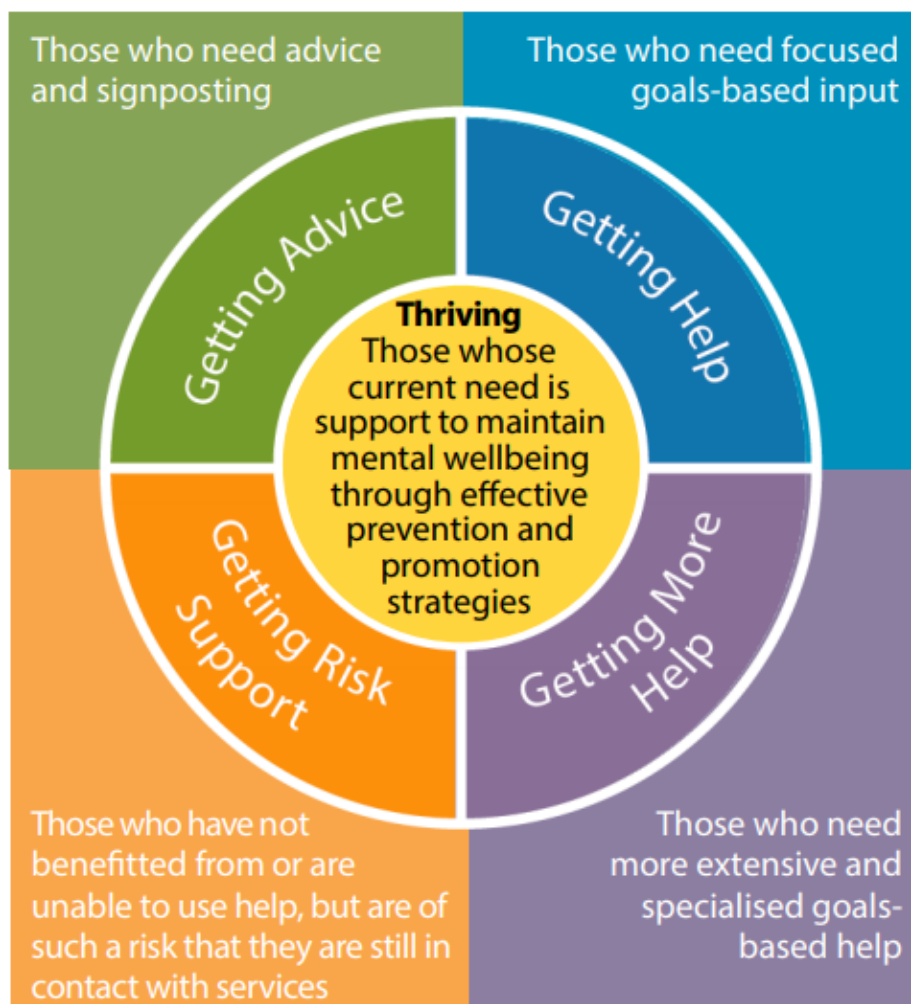 Those who need advice
and signposting
Those who need focused
goals-based input
Getting Advice
Getting Help
Thriving
Those whose
current need is
support to maintain
mental wellbeing
through effective
prevention and
promotion
strategies
Getting Risk
Support
Getting More
Help
Those who have not
benefitted from or are
unable to use help, but are of
such a risk that they are still in
contact with services
Those who need
more extensive and
specialised goals-
based help